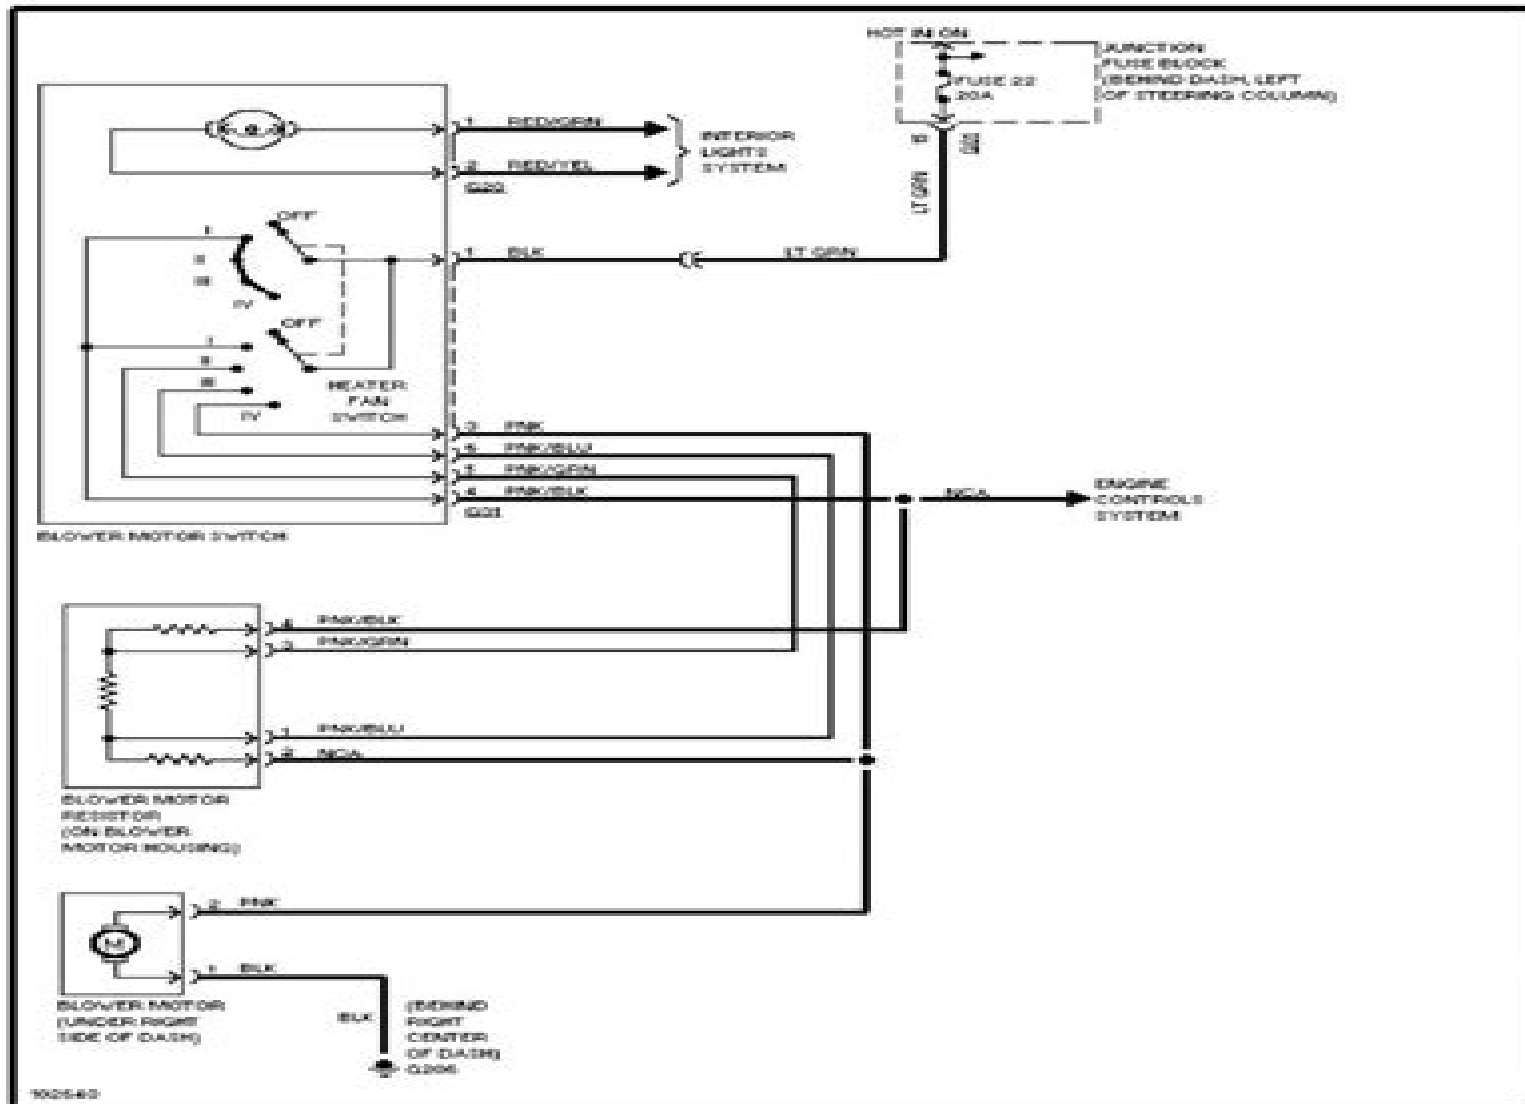 HOT IN ON
JUNCTION
FUSE BLOCK
(BEHIND DASH, LEFT
OF STEERING COLUMN)
FUSE 22
20A
LT GRN
1 RED/GRN
2 RED/YEL
INTERIOR
LIGHTS
SYSTEM
OFF
I
II
III
IV
1 BLK
LT GRN
OFF
I
II
III
IV
HEATER
FAN
SWITCH
3 PNK
6 PNK/BLU
5 PNK/GRN
4 PNK/BLK
NCA
ENGINE
CONTROLS
SYSTEM
BLOWER MOTOR SWITCH
4 PNK/BLK
3 PNK/GRN
1 PNK/BLU
2 NCA
BLOWER MOTOR
RESISTOR
(ON BLOWER
MOTOR HOUSING)
2 PNK
M
1 BLK
BLOWER MOTOR
(UNDER RIGHT
SIDE OF DASH)
BLK
(BEHIND
RIGHT
CENTER
OF DASH)